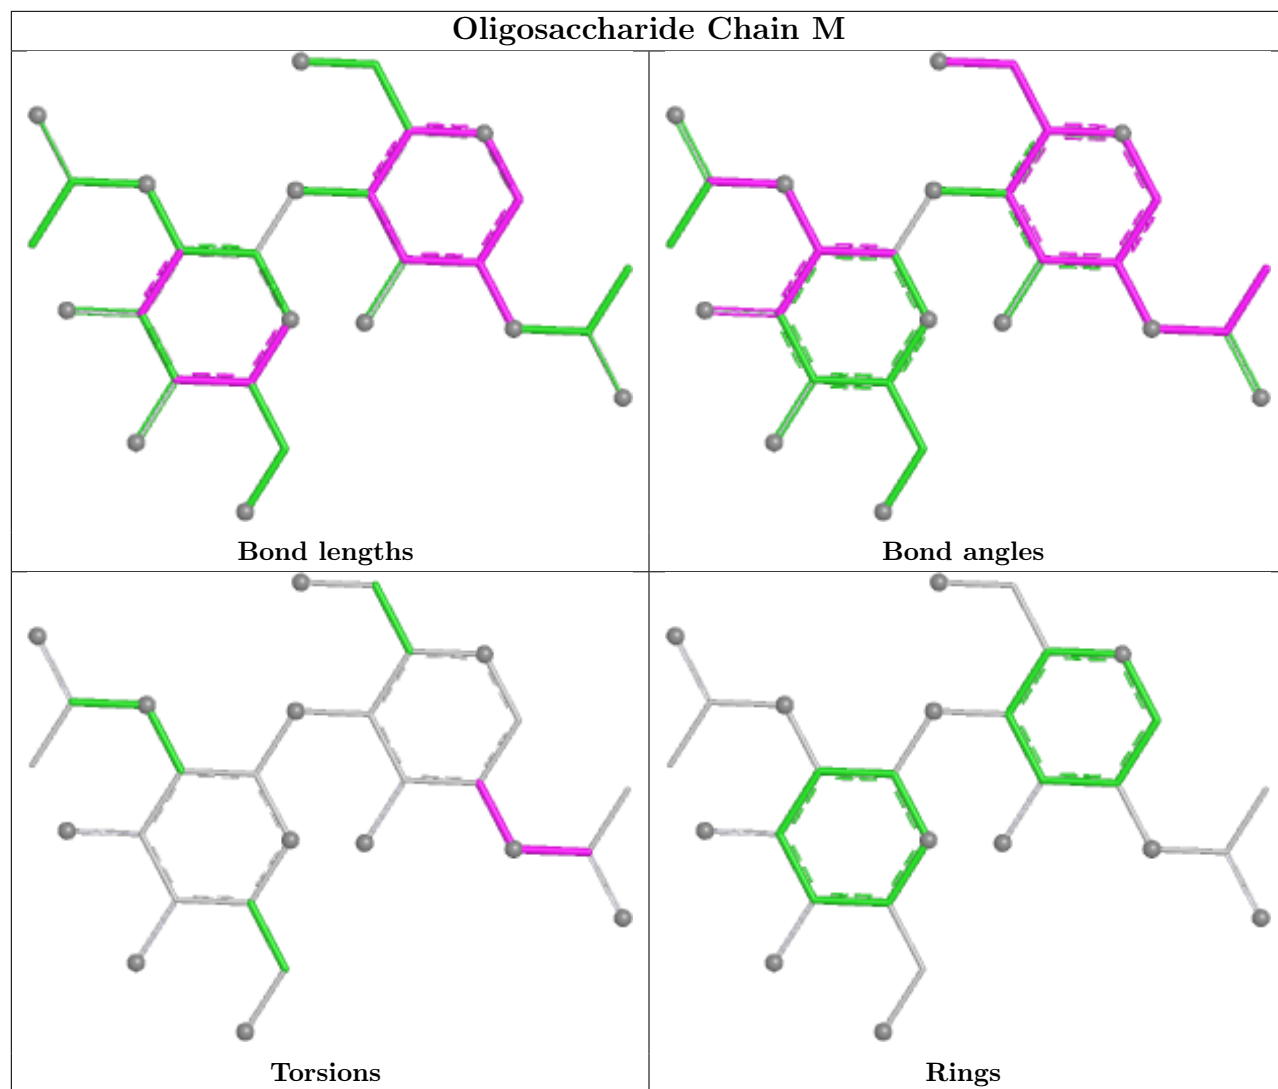 Oligosaccharide Chain M
Bond lengths
Bond angles
Torsions
Rings